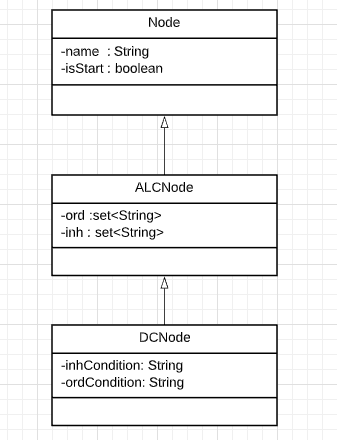 Node
-name : String
-isStart : boolean
ALCNode
-ord :set<String>
-inh : set<String>
DCNode
-inhCondition: String
-ordCondition: String